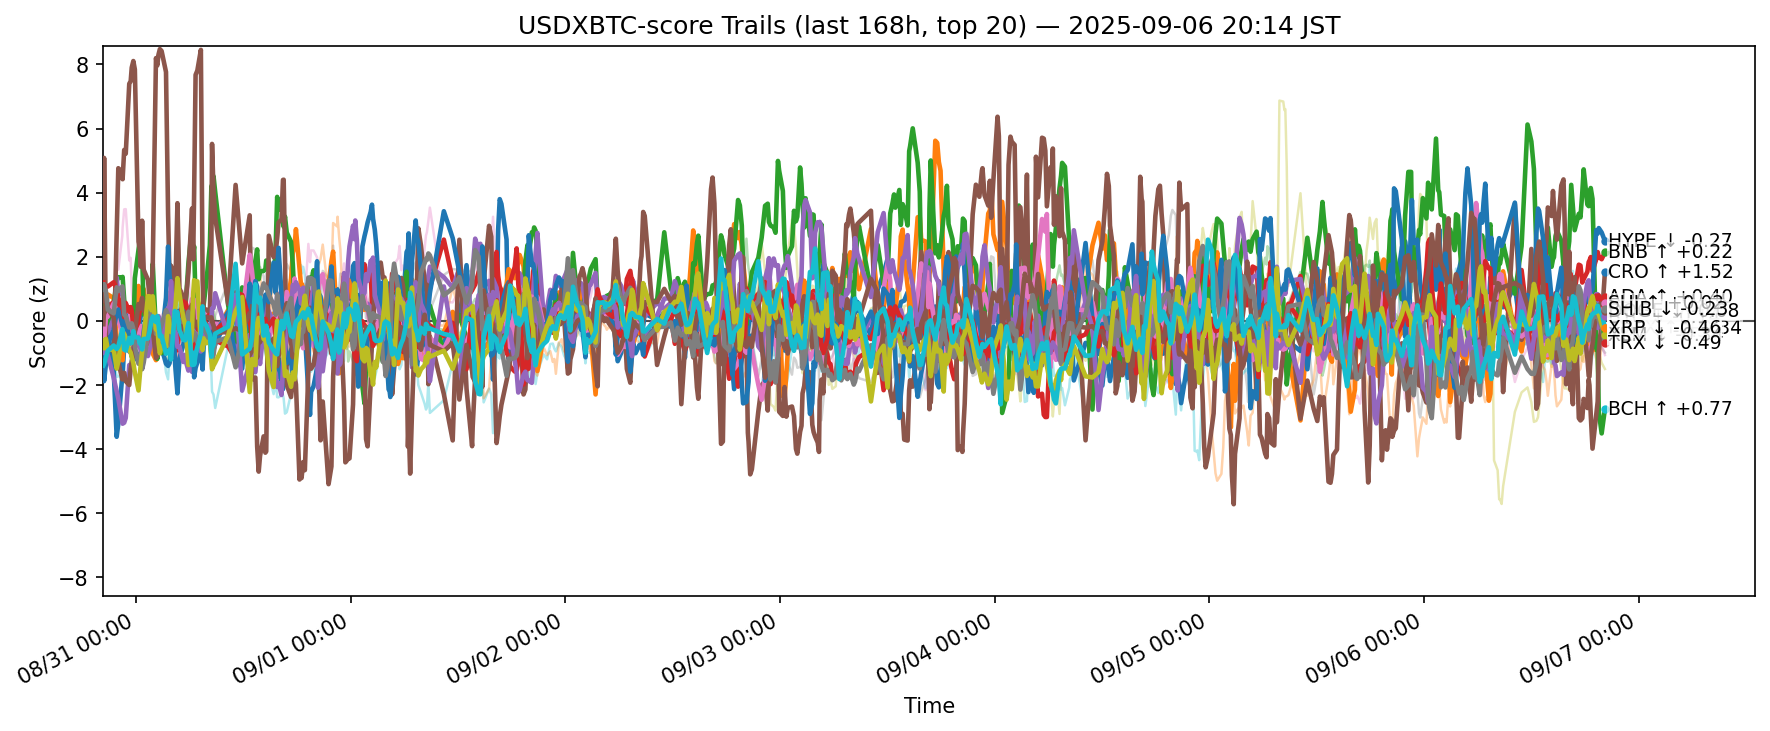 USDXBTC-score Trails (last 168h, top 20) — 2025-09-06 20:14 JST
Score (z)
8
6
4
2
0
−2
−4
−6
−8
HYPE ↓ -0.27
BNB ↑ +0.22
CRO ↑ +1.52
ADA ↑ +0.40
SHIB ↓
XRP ↓ -0.46
TRX ↓ -0.49
BCH ↑ +0.77
08/31 00:00
09/01 00:00
09/02 00:00
09/03 00:00
09/04 00:00
09/05 00:00
09/06 00:00
09/07 00:00
Time